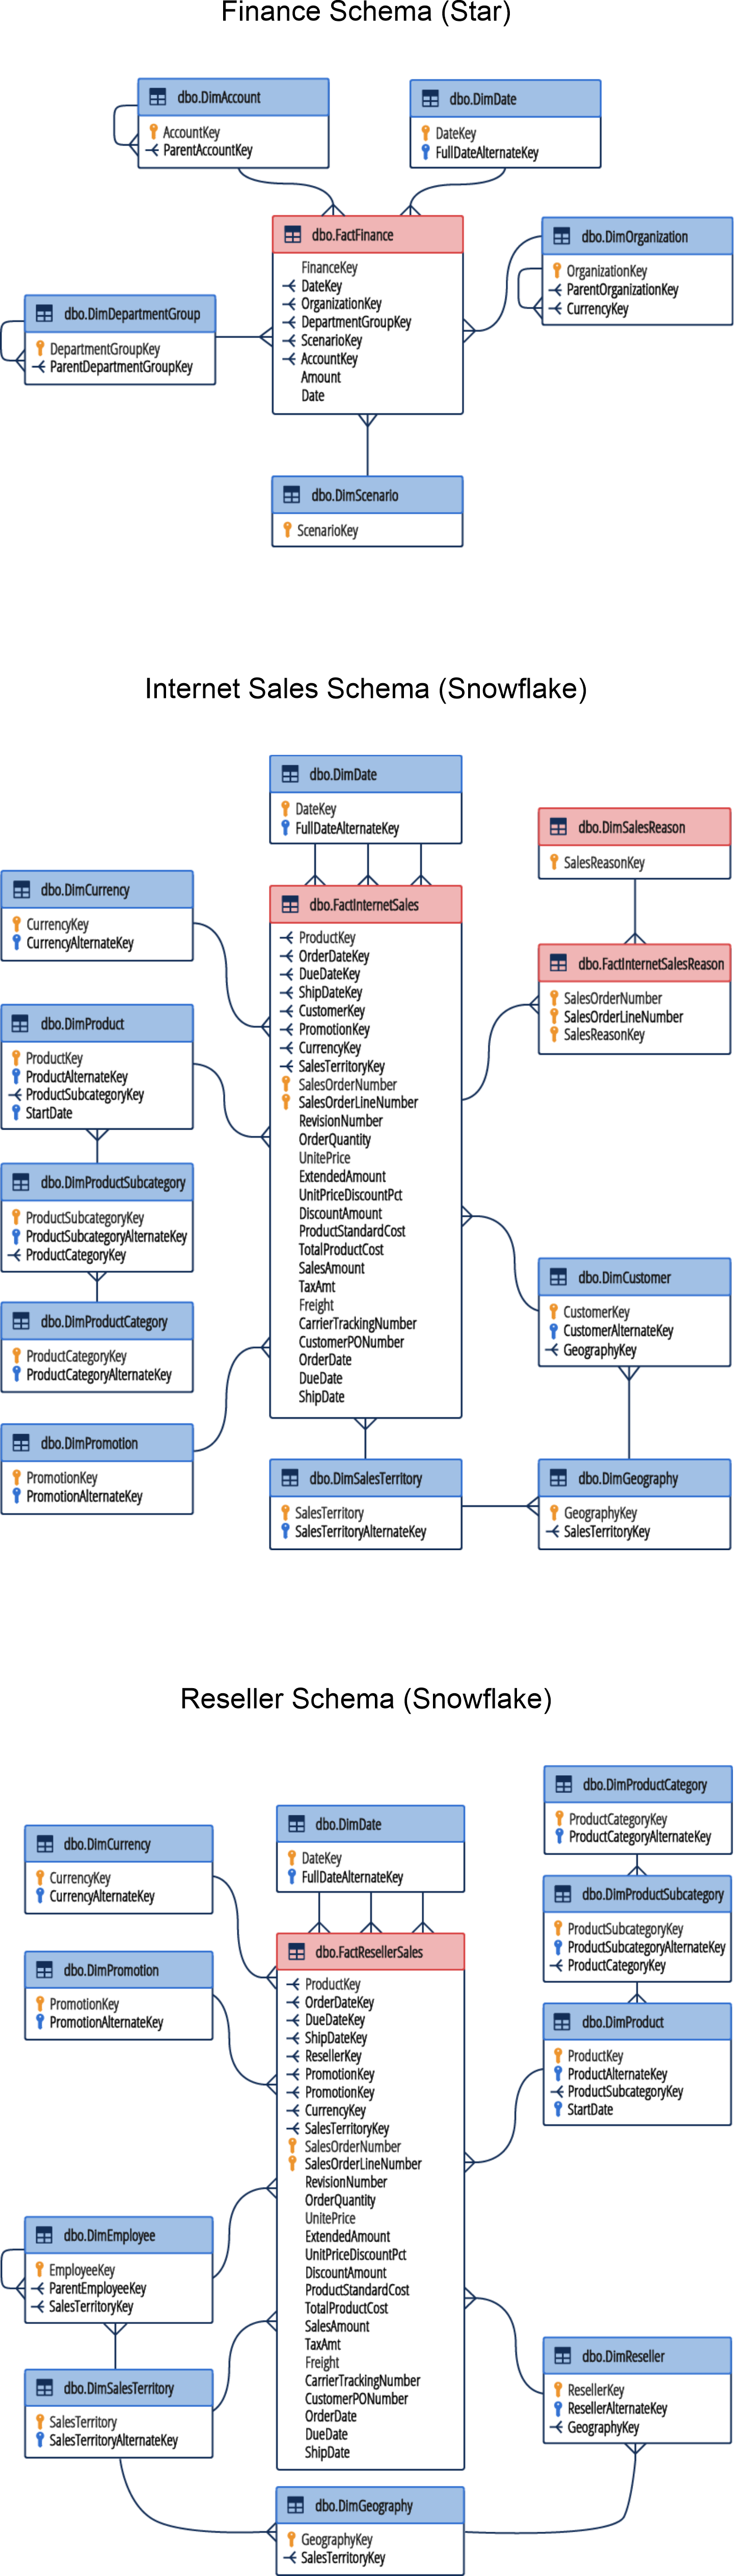 Finance Schema (Star)
dbo.DimAccount
AccountKey
ParentAccountKey
dbo.DimDate
DateKey
FullDateAlternateKey
dbo.FactFinance
FinanceKey
DateKey
OrganizationKey
DepartmentGroupKey
ScenarioKey
AccountKey
Amount
Date
dbo.DimOrganization
OrganizationKey
ParentOrganizationKey
CurrencyKey
dbo.DimDepartmentGroup
DepartmentGroupKey
ParentDepartmentGroupKey
dbo.DimScenario
ScenarioKey
Internet Sales Schema (Snowflake)
dbo.DimDate
DateKey
FullDateAlternateKey
dbo.DimSalesReason
SalesReasonKey
dbo.DimCurrency
CurrencyKey
CurrencyAlternateKey
dbo.FactInternetSales
ProductKey
OrderDateKey
DueDateKey
ShipDateKey
CustomerKey
PromotionKey
CurrencyKey
SalesTerritoryKey
SalesOrderNumber
SalesOrderLineNumber
RevisionNumber
OrderQuantity
UnitePrice
ExtendedAmount
UnitPriceDiscountPct
DiscountAmount
ProductStandardCost
TotalProductCost
SalesAmount
TaxAmt
Freight
CarrierTrackingNumber
CustomerPONumber
OrderDate
DueDate
ShipDate
dbo.FactInternetSalesReason
SalesOrderNumber
SalesOrderLineNumber
SalesReasonKey
dbo.DimProduct
ProductKey
ProductAlternateKey
ProductSubcategoryKey
StartDate
dbo.DimProductSubcategory
ProductSubcategoryKey
ProductSubcategoryAlternateKey
ProductCategoryKey
dbo.DimCustomer
CustomerKey
CustomerAlternateKey
GeographyKey
dbo.DimProductCategory
ProductCategoryKey
ProductCategoryAlternateKey
dbo.DimPromotion
PromotionKey
PromotionAlternateKey
dbo.DimSalesTerritory
SalesTerritory
SalesTerritoryAlternateKey
dbo.DimGeography
GeographyKey
SalesTerritoryKey
Reseller Schema (Snowflake)
dbo.DimProductCategory
ProductCategoryKey
ProductCategoryAlternateKey
dbo.DimDate
DateKey
FullDateAlternateKey
dbo.DimCurrency
CurrencyKey
CurrencyAlternateKey
dbo.DimProductSubcategory
ProductSubcategoryKey
ProductSubcategoryAlternateKey
ProductCategoryKey
dbo.FactResellerSales
ProductKey
OrderDateKey
DueDateKey
ShipDateKey
ResellerKey
PromotionKey
PromotionKey
CurrencyKey
SalesTerritoryKey
SalesOrderNumber
SalesOrderLineNumber
RevisionNumber
OrderQuantity
UnitePrice
ExtendedAmount
UnitPriceDiscountPct
DiscountAmount
ProductStandardCost
TotalProductCost
SalesAmount
TaxAmt
Freight
CarrierTrackingNumber
CustomerPONumber
OrderDate
DueDate
ShipDate
dbo.DimPromotion
PromotionKey
PromotionAlternateKey
dbo.DimProduct
ProductKey
ProductAlternateKey
ProductSubcategoryKey
StartDate
dbo.DimEmployee
EmployeeKey
ParentEmployeeKey
SalesTerritoryKey
dbo.DimReseller
ResellerKey
ResellerAlternateKey
GeographyKey
dbo.DimSalesTerritory
SalesTerritory
SalesTerritoryAlternateKey
dbo.DimGeography
GeographyKey
SalesTerritoryKey